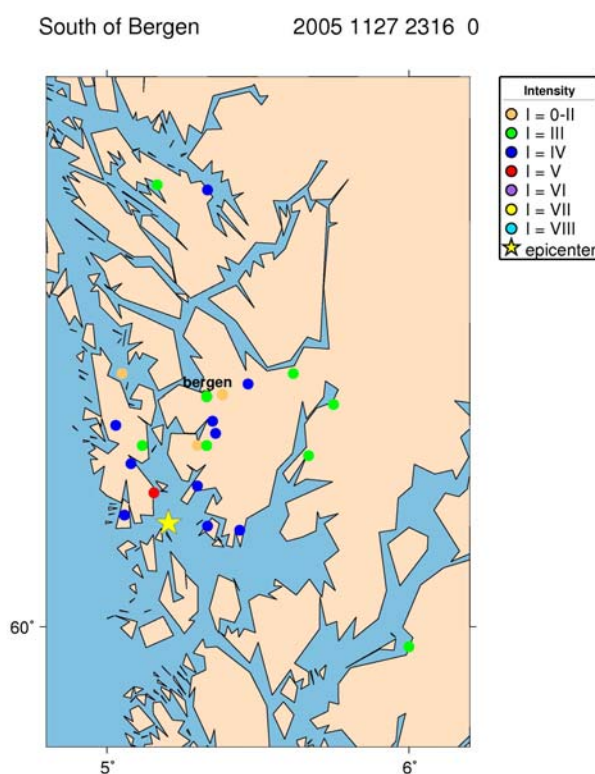 South of Bergen 2005 1127 2316 0
Intensity
I = 0-II
I = III
I = IV
I = V
I = VI
I = VII
I = VIII
epicenter
bergen
60°
5° 6°